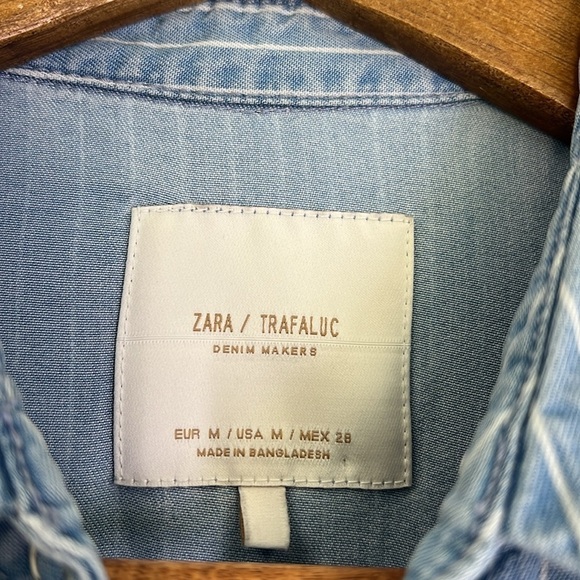 ZARA / TRAFALUC
DENIM MAKERS
EUR M / USA M / MEX 28
MADE IN BANGLADESH